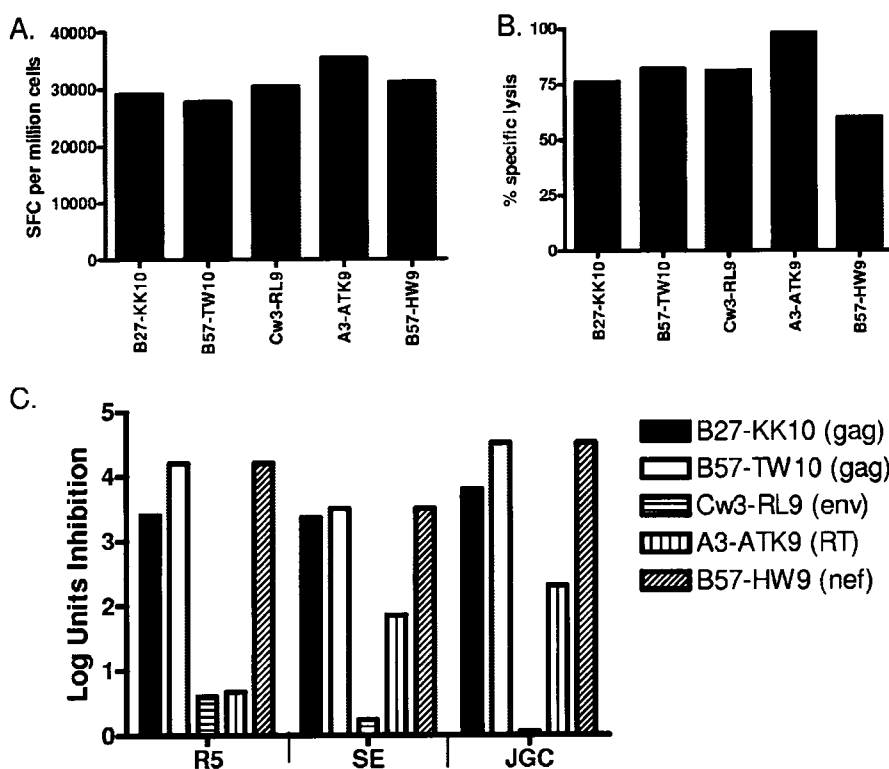 A.
SFC per million cells
40000
30000
20000
10000
0
B27-KK10
B57-TW10
Cw3-RL9
A3-ATK9
B57-HW9
B.
% specific lysis
100
75
50
25
0
B27-KK10
B57-TW10
Cw3-RL9
A3-ATK9
B57-HW9
C.
Log Units Inhibition
5
4
3
2
1
0
R5
SE
JGC
B27-KK10 (gag)
B57-TW10 (gag)
Cw3-RL9 (env)
A3-ATK9 (RT)
B57-HW9 (nef)